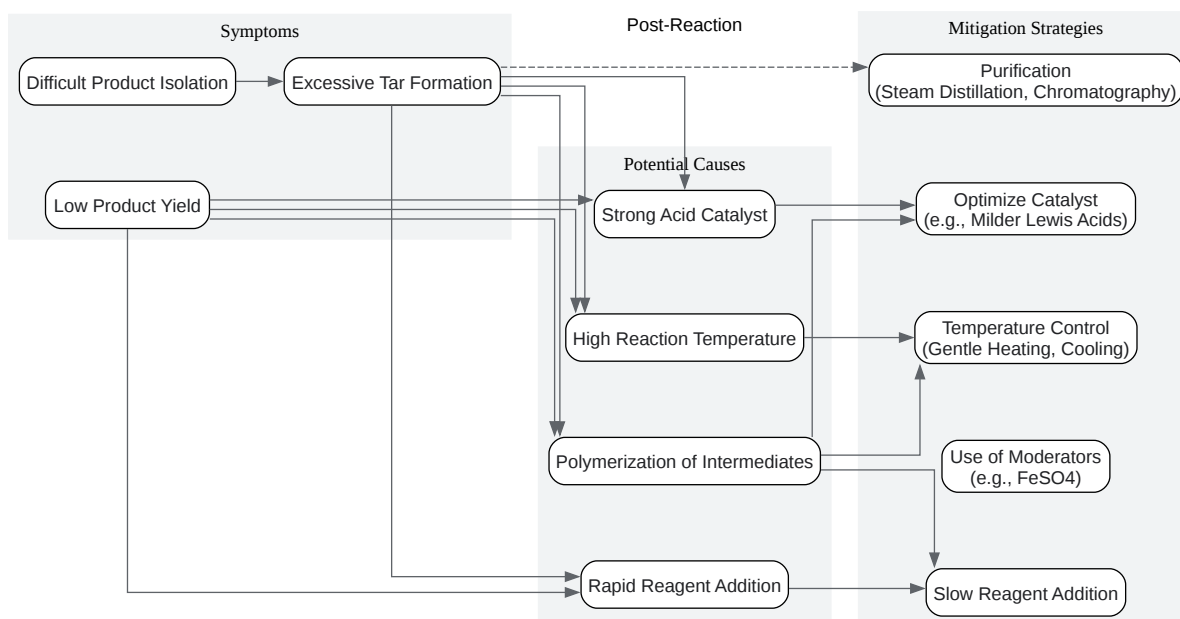 Symptoms
Difficult Product Isolation
Excessive Tar Formation
Low Product Yield
Post-Reaction
Potential Causes
Strong Acid Catalyst
High Reaction Temperature
Polymerization of Intermediates
Rapid Reagent Addition
Mitigation Strategies
Purification
(Steam Distillation, Chromatography)
Optimize Catalyst
(e.g., Milder Lewis Acids)
Temperature Control
(Gentle Heating, Cooling)
Use of Moderators
(e.g., FeSO4)
Slow Reagent Addition